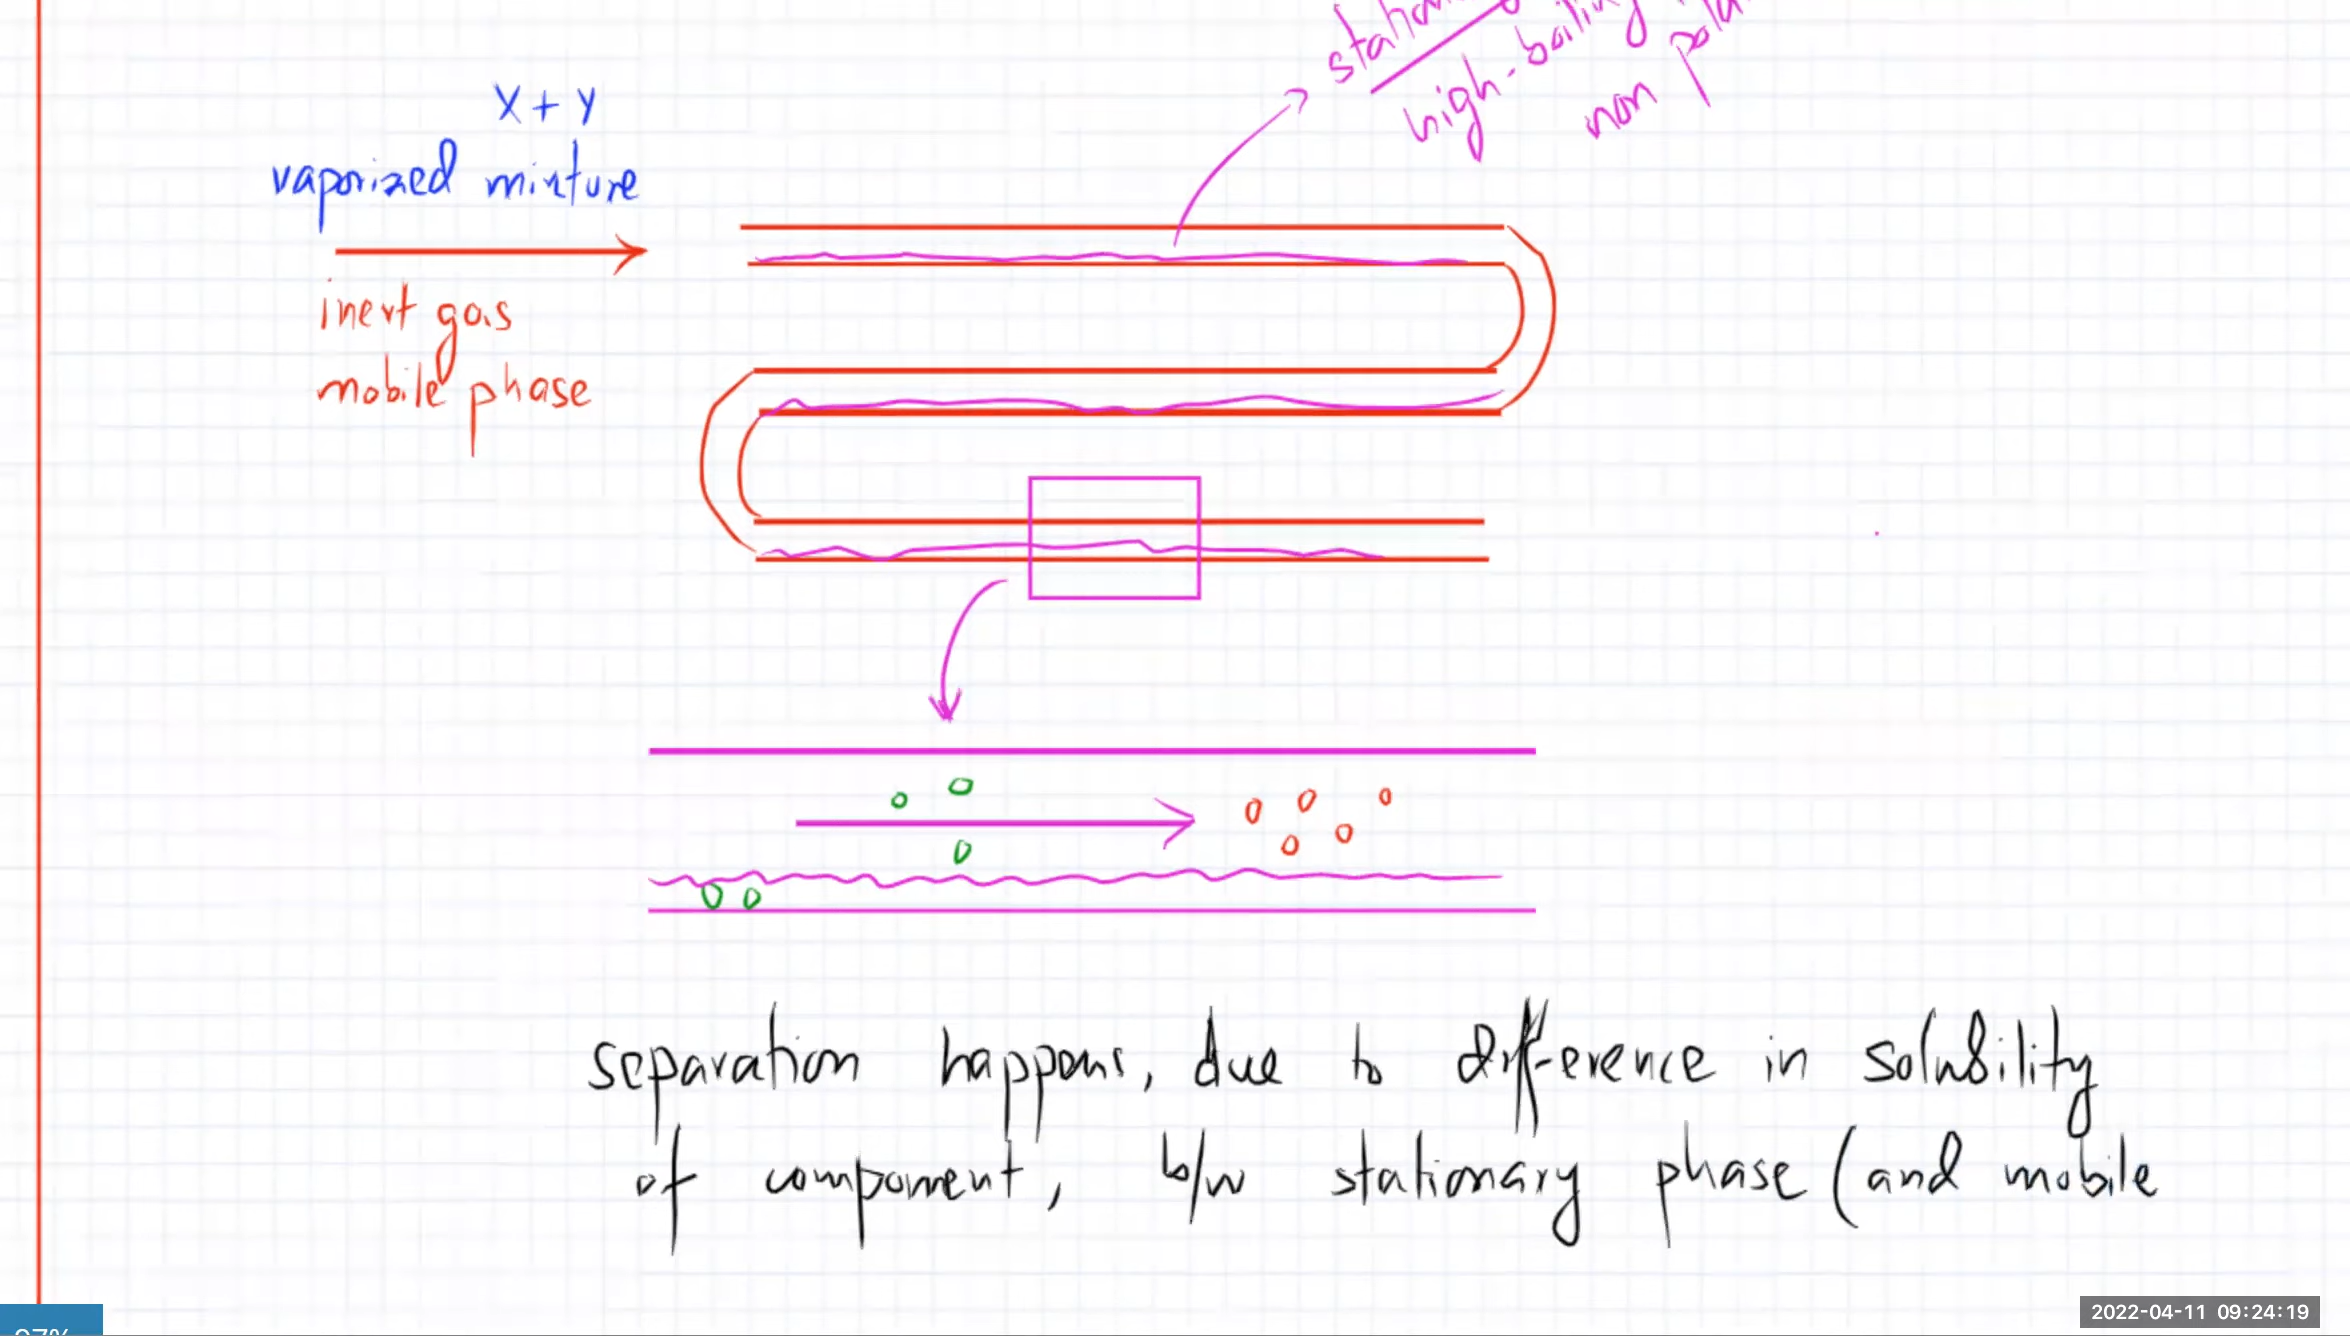 high-boiling
non
X + Y
vaporized mixture
inert gas
mobile phase
separation happens, due to difference in solubility
of component, b/w stationary phase (and mobile
2022-04-11 09:24:19
97%